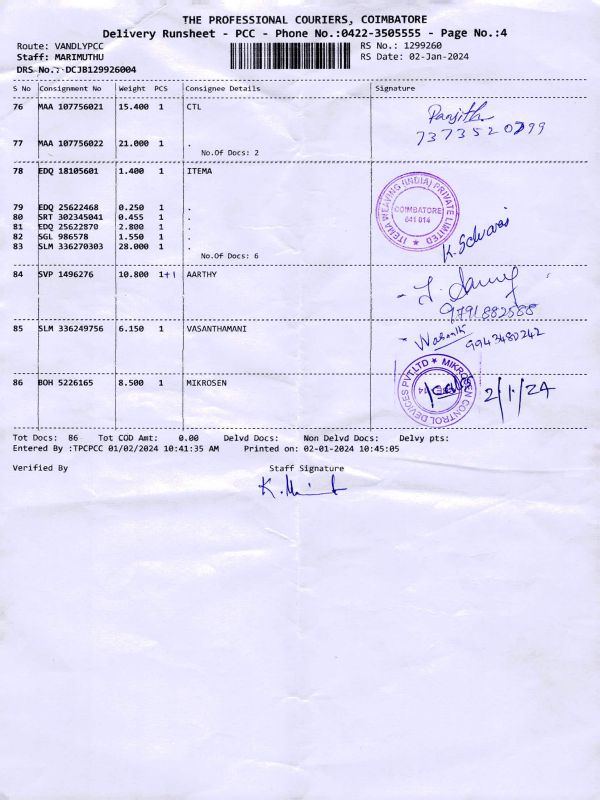 THE PROFESSIONAL COURIERS, COIMBATORE
Delivery Runsheet - PCC - Phone No.:0422-3505555 - Page No.:4
Route: VANDLYPCC RS No.: 1299260
Staff: MARIMUTHU RS Date: 02-Jan-2024
DRS No.: DCJB129926004
S No Consignment No Weight PCS Consignee Details Signature
76 MAA 107756021 15.400 1 CTL
Ranjith
7373520799
77 MAA 107756022 21.000 1 .
No.Of Docs: 2
78 EDQ 18105601 1.400 1 ITEMA
ITEMA WEAVING (INDIA) PRIVATE LIMITED ★
COIMBATORE
641 014
79 EDQ 25622468 0.250 1 .
80 SRT 302345041 0.455 1 .
81 EDQ 25622870 2.800 1 .
82 SGL 986578 1.550 1 .
83 SLM 336270303 28.000 1 .
No.Of Docs: 6
K. Selvaraj
84 SVP 1496276 10.800 1+1 AARTHY
9791882588
85 SLM 336249756 6.150 1 VASANTHAMANI
Vasanth 9943480242
86 BOH 5226165 8.500 1 MIKROSEN
★ MIKROSEN CONTROL DEVICES PVT.LTD
2/1/24
Tot Docs: 86 Tot COD Amt: 0.00 Delvd Docs: Non Delvd Docs: Delvy pts:
Entered By :TPCPCC 01/02/2024 10:41:35 AM Printed on: 02-01-2024 10:45:05
Verified By Staff Signature